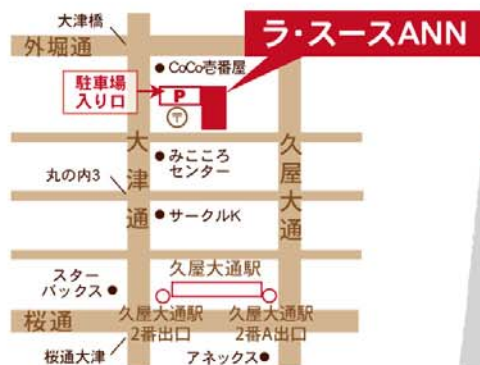 大津橋
外堀通
ラ・スースANN
CoCo壱番屋
駐車場
入り口
P
〒
大津通
久屋大通
みこころ
センター
丸の内3
サークルK
久屋大通駅
スター
バックス
久屋大通駅
2番出口
久屋大通駅
2番A出口
桜通
桜通大津
アネックス